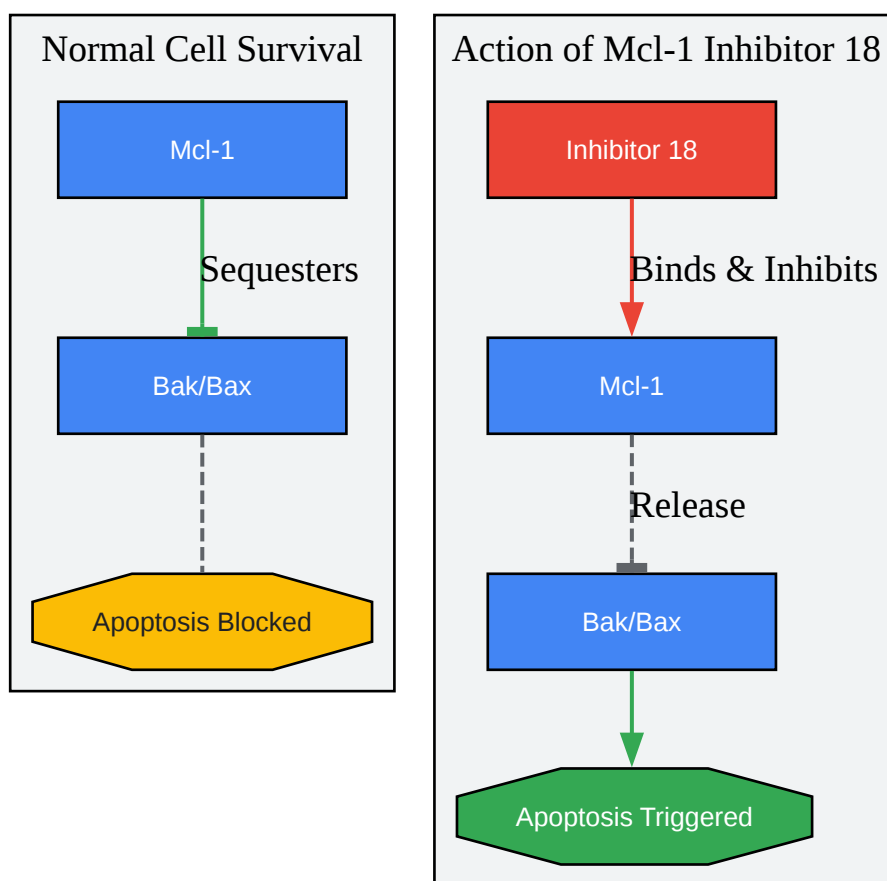 Normal Cell Survival
Mcl-1
Sequesters
Bak/Bax
Apoptosis Blocked
Action of Mcl-1 Inhibitor 18
Inhibitor 18
Binds & Inhibits
Mcl-1
Release
Bak/Bax
Apoptosis Triggered